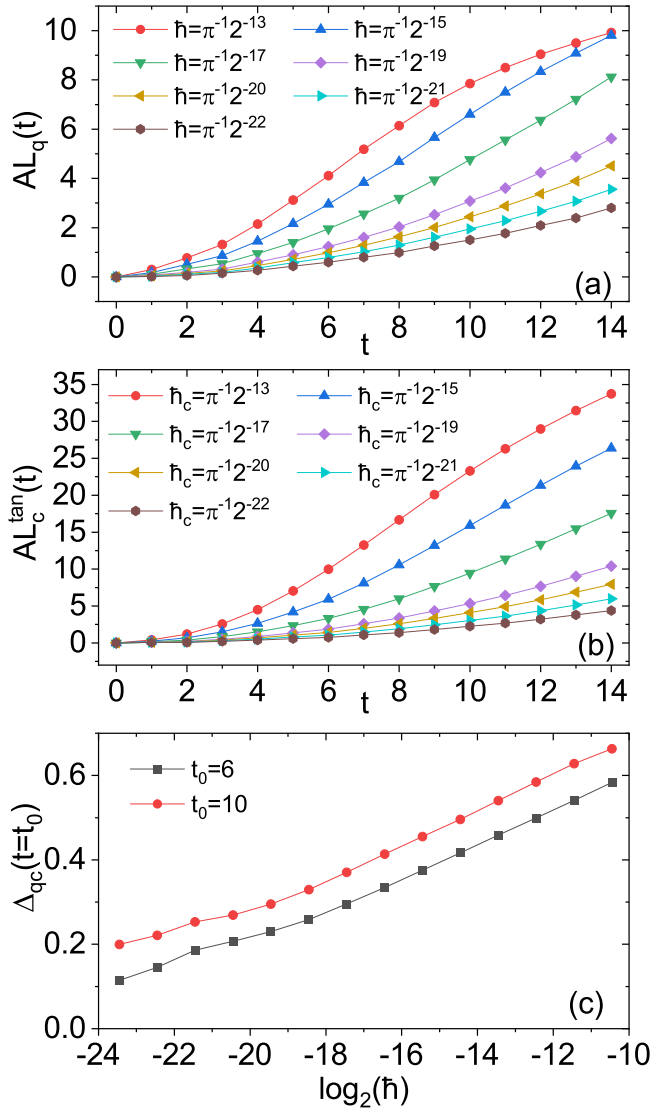 AL_q(t)
10
8
6
4
2
0
ħ=π⁻¹2⁻¹³ ħ=π⁻¹2⁻¹⁵
ħ=π⁻¹2⁻¹⁷ ħ=π⁻¹2⁻¹⁹
ħ=π⁻¹2⁻²⁰ ħ=π⁻¹2⁻²¹
ħ=π⁻¹2⁻²²
(a)
0 2 4 6 8 10 12 14
t
AL_c^tan(t)
35
30
25
20
15
10
5
0
ħ_c=π⁻¹2⁻¹³ ħ_c=π⁻¹2⁻¹⁵
ħ_c=π⁻¹2⁻¹⁷ ħ_c=π⁻¹2⁻¹⁹
ħ_c=π⁻¹2⁻²⁰ ħ_c=π⁻¹2⁻²¹
ħ_c=π⁻¹2⁻²²
(b)
0 2 4 6 8 10 12 14
t
Δ_qc(t=t₀)
0.6
0.4
0.2
0.0
t₀=6
t₀=10
(c)
-24 -22 -20 -18 -16 -14 -12 -10
log₂(ħ)